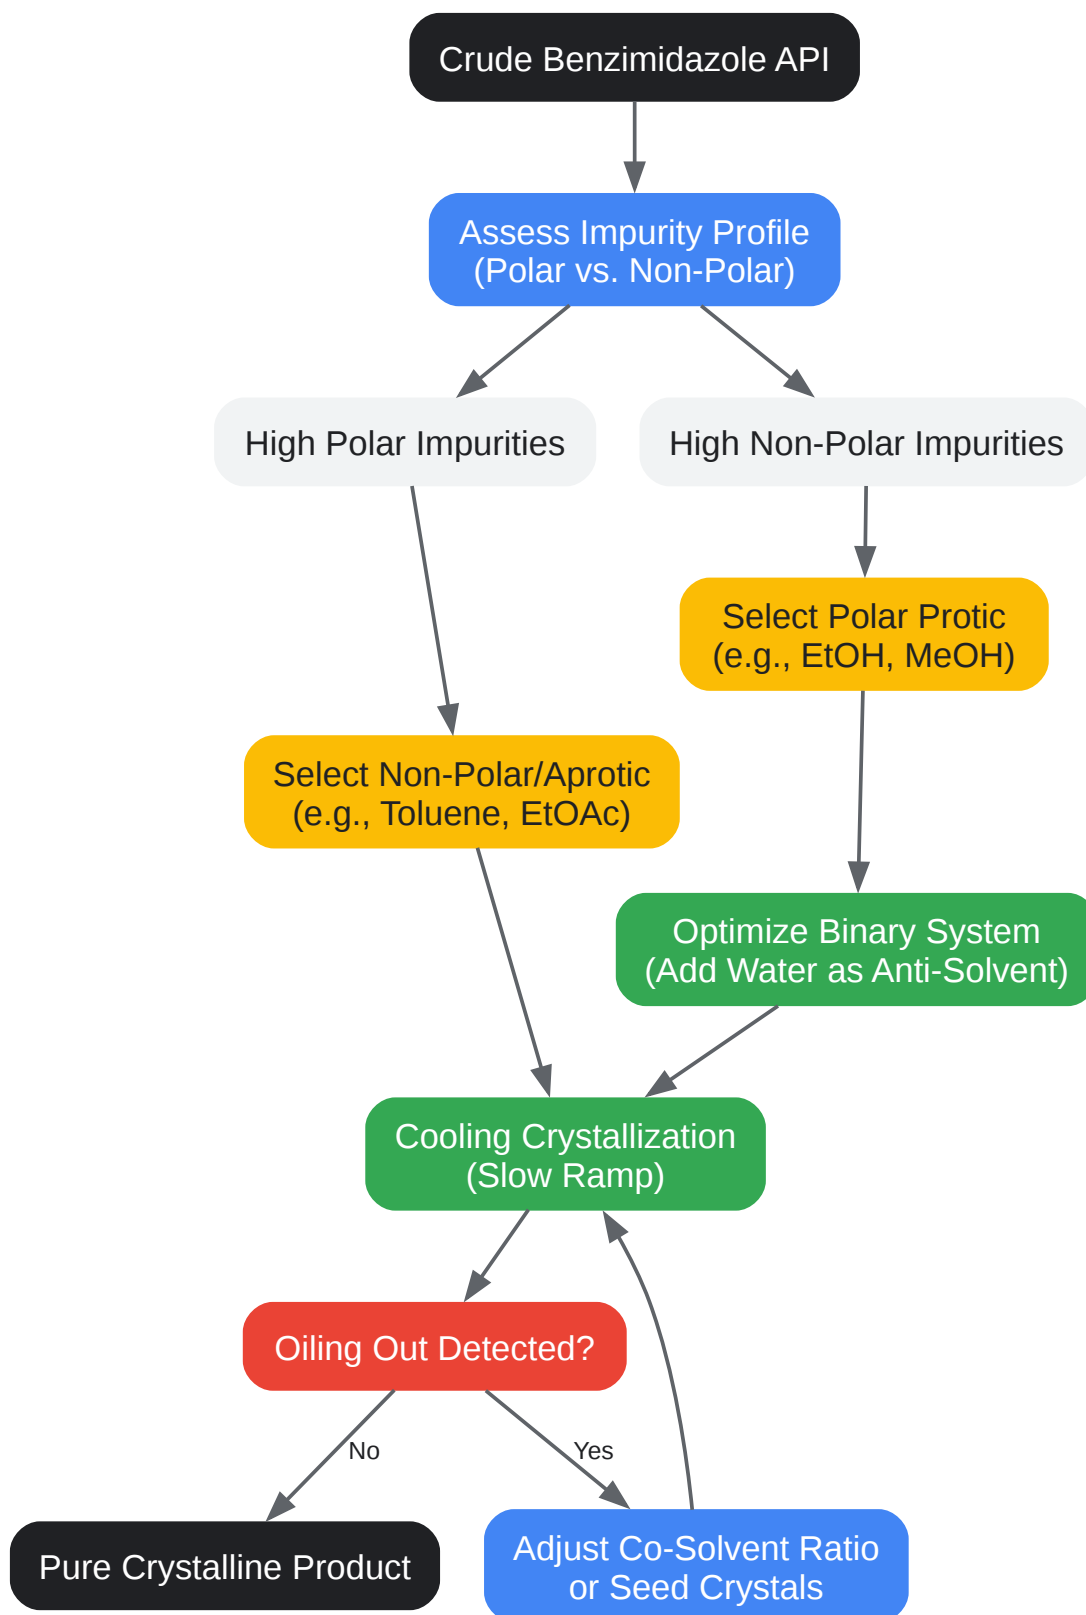 Crude Benzimidazole API
Assess Impurity Profile
(Polar vs. Non-Polar)
High Polar Impurities
High Non-Polar Impurities
Select Polar Protic
(e.g., EtOH, MeOH)
Select Non-Polar/Aprotic
(e.g., Toluene, EtOAc)
Optimize Binary System
(Add Water as Anti-Solvent)
Cooling Crystallization
(Slow Ramp)
Oiling Out Detected?
No
Yes
Pure Crystalline Product
Adjust Co-Solvent Ratio
or Seed Crystals